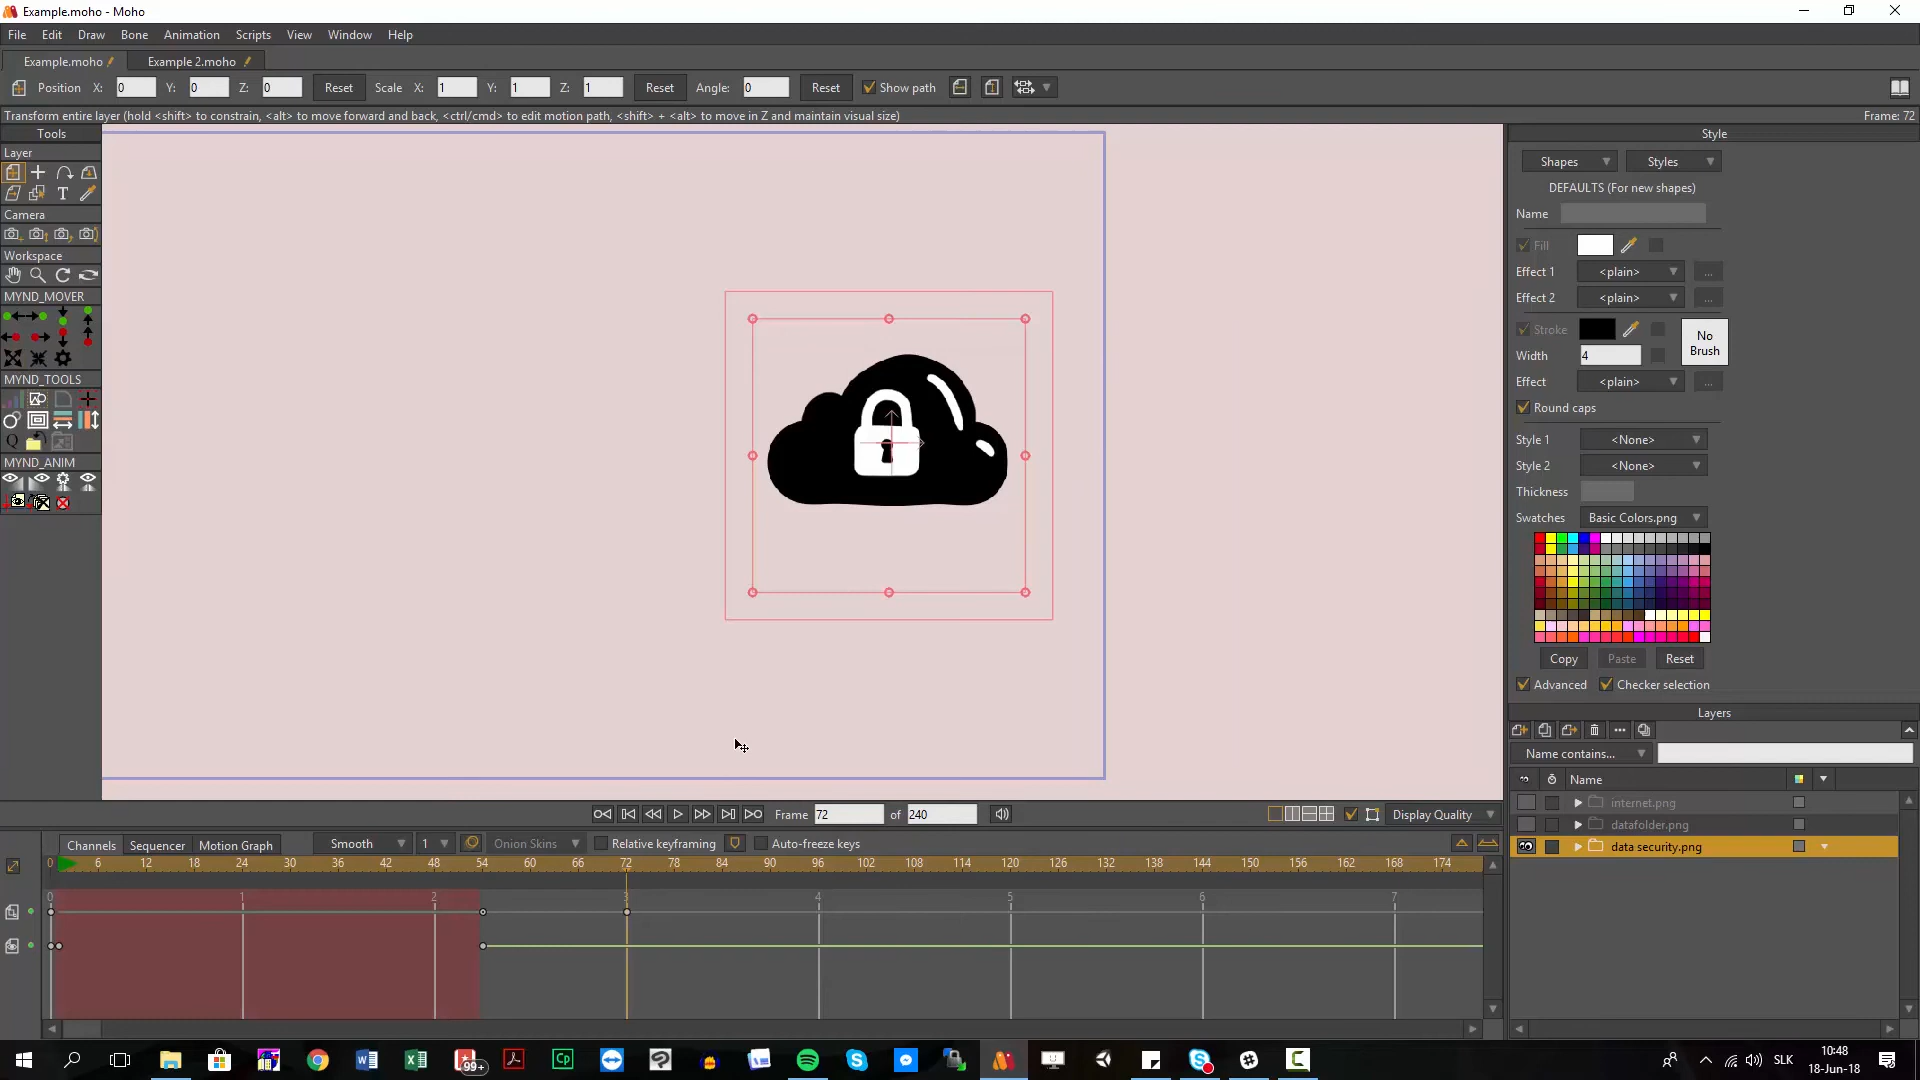 Example.moho - Moho
File Edit Draw Bone Animation Scripts View Window Help
Example.moho Example 2.moho
Position X: 0 Y: 0 Z: 0 Reset Scale X: 1 Y: 1 Z: 1 Reset Angle: 0 Reset Show path
Transform entire layer (hold <shift> to constrain, <alt> to move forward and back, <ctrl/cmd> to edit motion path, <shift> + <alt> to move in Z and maintain visual size) Frame: 72
Tools
Layer
T
Camera
Workspace
MYND_MOVER
MYND_TOOLS
Q
MYND_ANIM
Style
Shapes Styles
DEFAULTS (For new shapes)
Name
Fill
Effect 1 <plain> ...
Effect 2 <plain> ...
Stroke No Brush
Width 4
Effect <plain> ...
Round caps
Style 1 <None>
Style 2 <None>
Thickness
Swatches Basic Colors.png
Copy Paste Reset
Advanced Checker selection
Layers
Name contains...
Name
internet.png
datafolder.png
data security.png
Frame 72 of 240 Display Quality
Channels Sequencer Motion Graph Smooth 1 Onion Skins Relative keyframing Auto-freeze keys
0 6 12 18 24 30 36 42 48 54 60 66 72 78 84 90 96 102 108 114 120 126 132 138 144 150 156 162 168 174
0 1 2 3 4 5 6 7
99+ Cp SLK 10:48
18-Jun-18